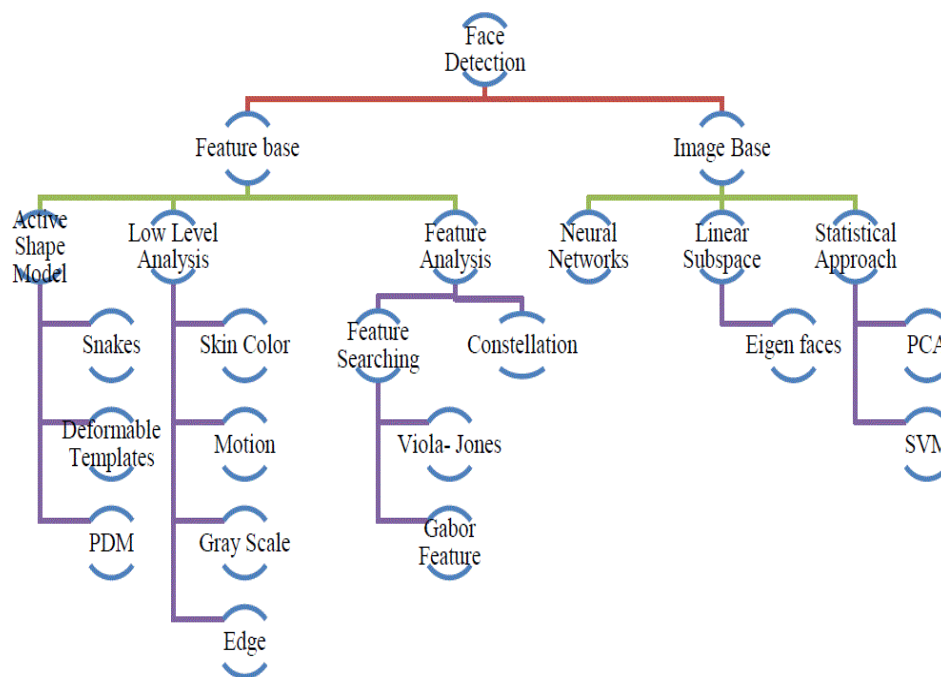 Face
Detection
Feature base
Image Base
Active
Shape
Model
Low Level
Analysis
Feature
Analysis
Neural
Networks
Linear
Subspace
Statistical
Approach
Snakes
Skin Color
Feature
Searching
Constellation
Eigen faces
PCA
Deformable
Templates
Motion
Viola- Jones
SVM
PDM
Gray Scale
Gabor
Feature
Edge